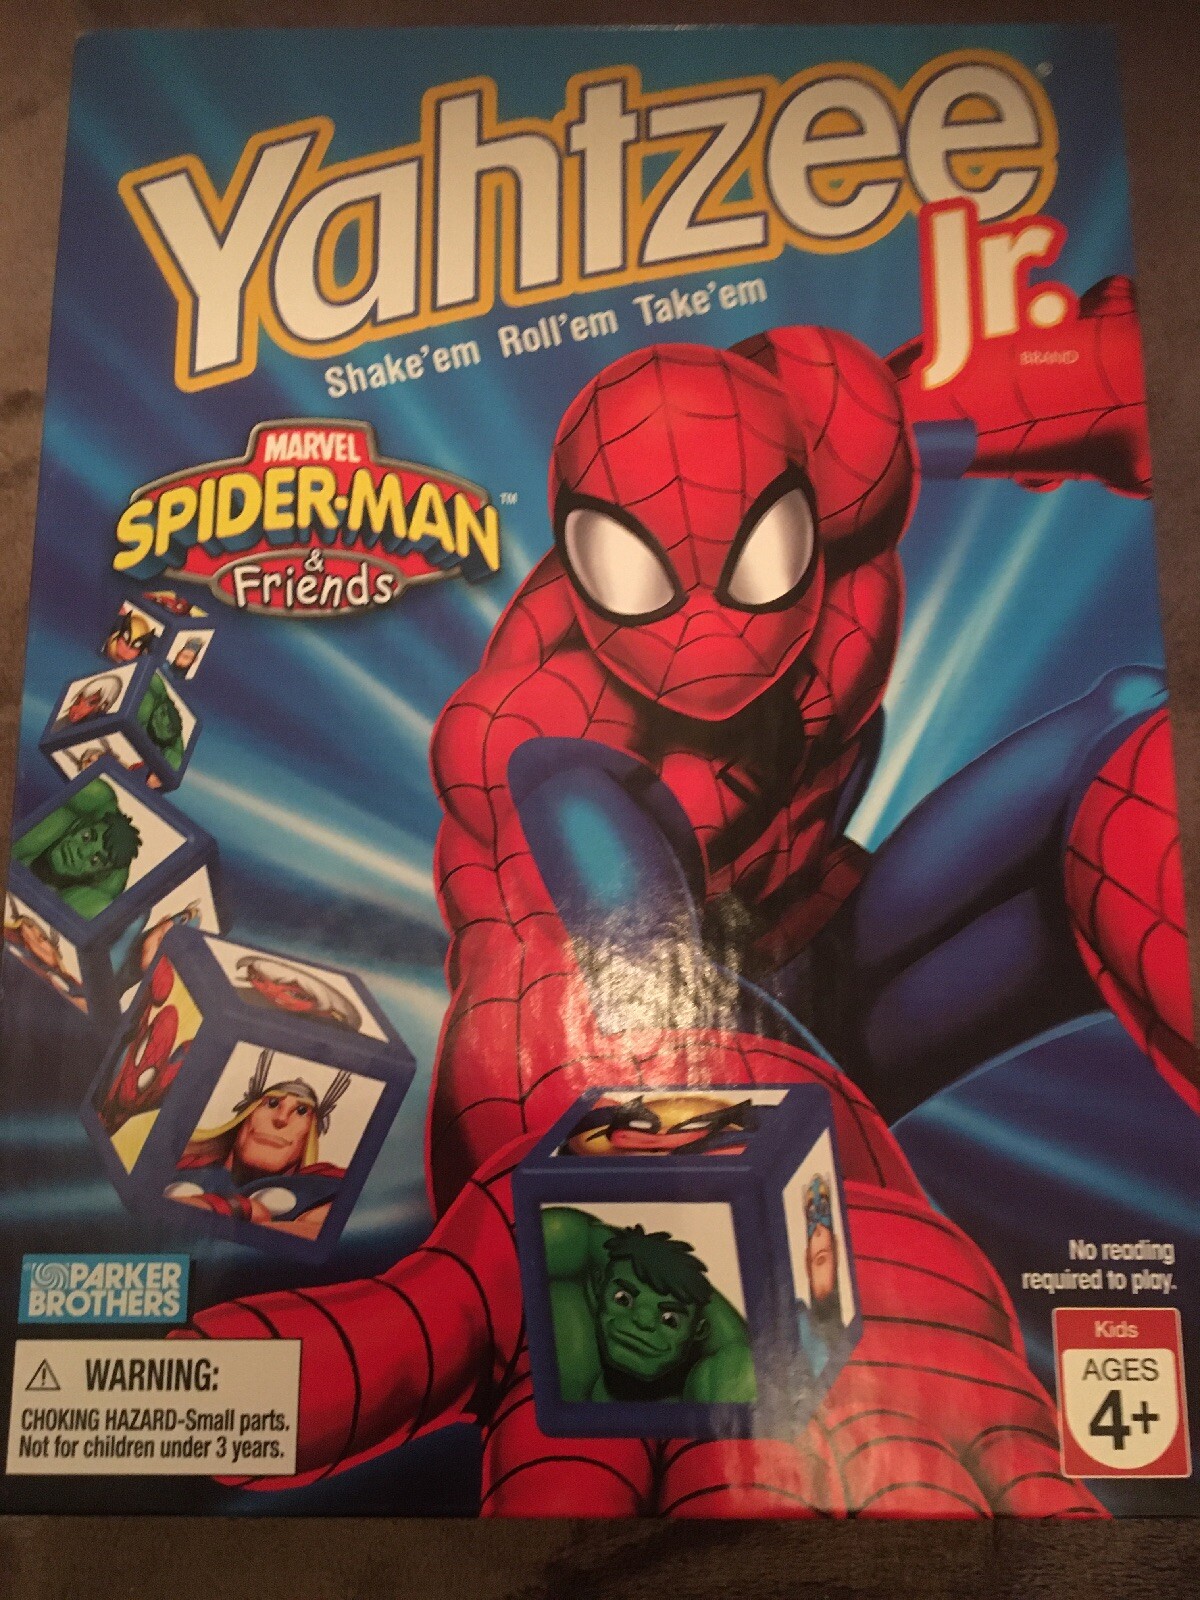 Yahtzee®
Jr.
BRAND
Shake'em Roll'em Take'em
MARVEL
SPIDER-MAN™
&
Friends
PARKER
BROTHERS
WARNING:
CHOKING HAZARD-Small parts.
Not for children under 3 years.
No reading
required to play.
Kids
AGES
4+